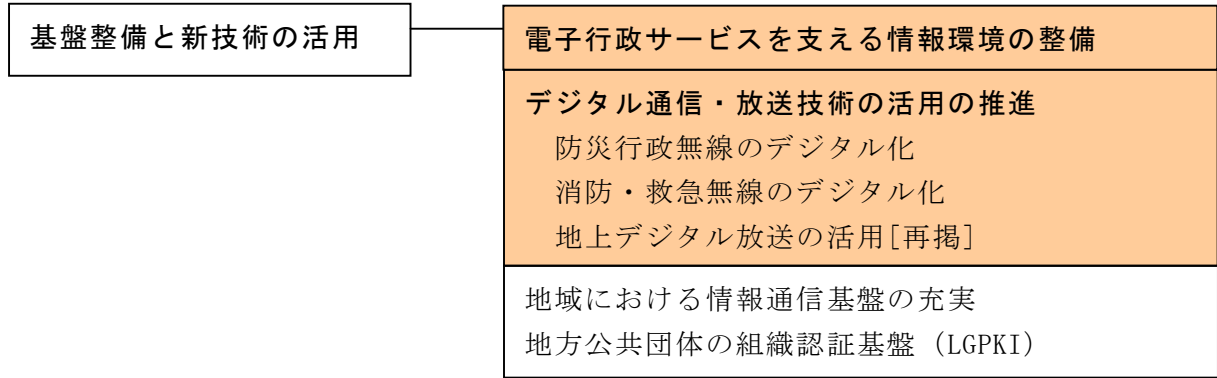 基盤整備と新技術の活用
電子行政サービスを支える情報環境の整備
デジタル通信・放送技術の活用の推進
防災行政無線のデジタル化
消防・救急無線のデジタル化
地上デジタル放送の活用[再掲]
地域における情報通信基盤の充実
地方公共団体の組織認証基盤（LGPKI）